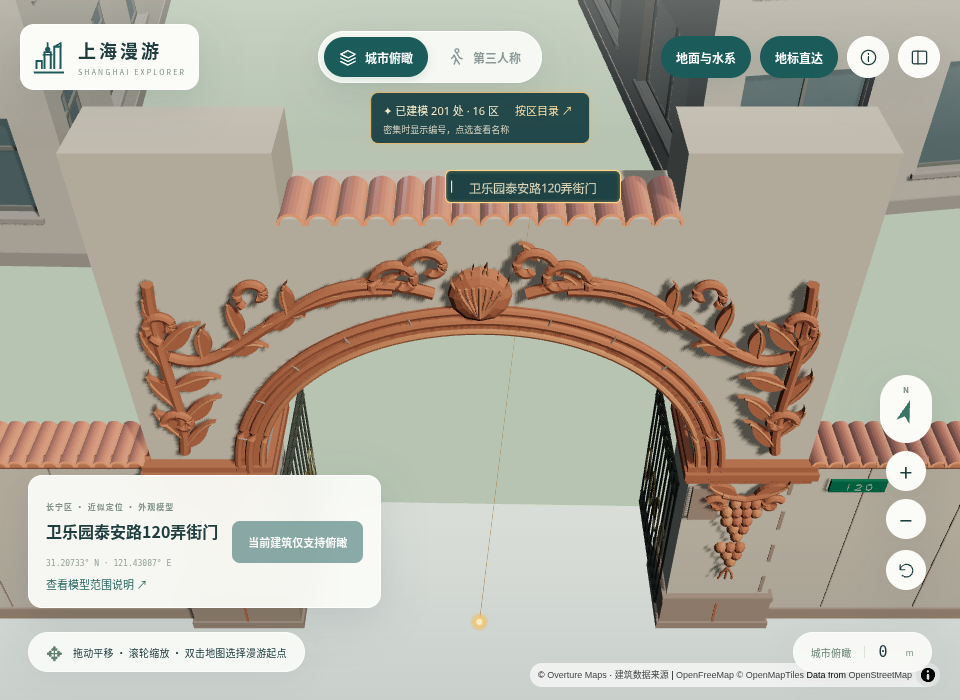 上海漫游
SHANGHAI EXPLORER
城市俯瞰
第三人称
地面与水系
地标直达
✦ 已建模 201 处 · 16 区 按区目录 ↗
密集时显示编号，点选查看名称
卫乐园泰安路120弄街门
N
120
长宁区 · 近似定位 · 外观模型
卫乐园泰安路120弄街门
当前建筑仅支持俯瞰
31.20733° N · 121.43087° E
查看模型范围说明 ↗
拖动平移 · 滚轮缩放 · 双击地图选择漫游起点
城市俯瞰 0 m
© Overture Maps · 建筑数据来源 | OpenFreeMap © OpenMapTiles Data from OpenStreetMap